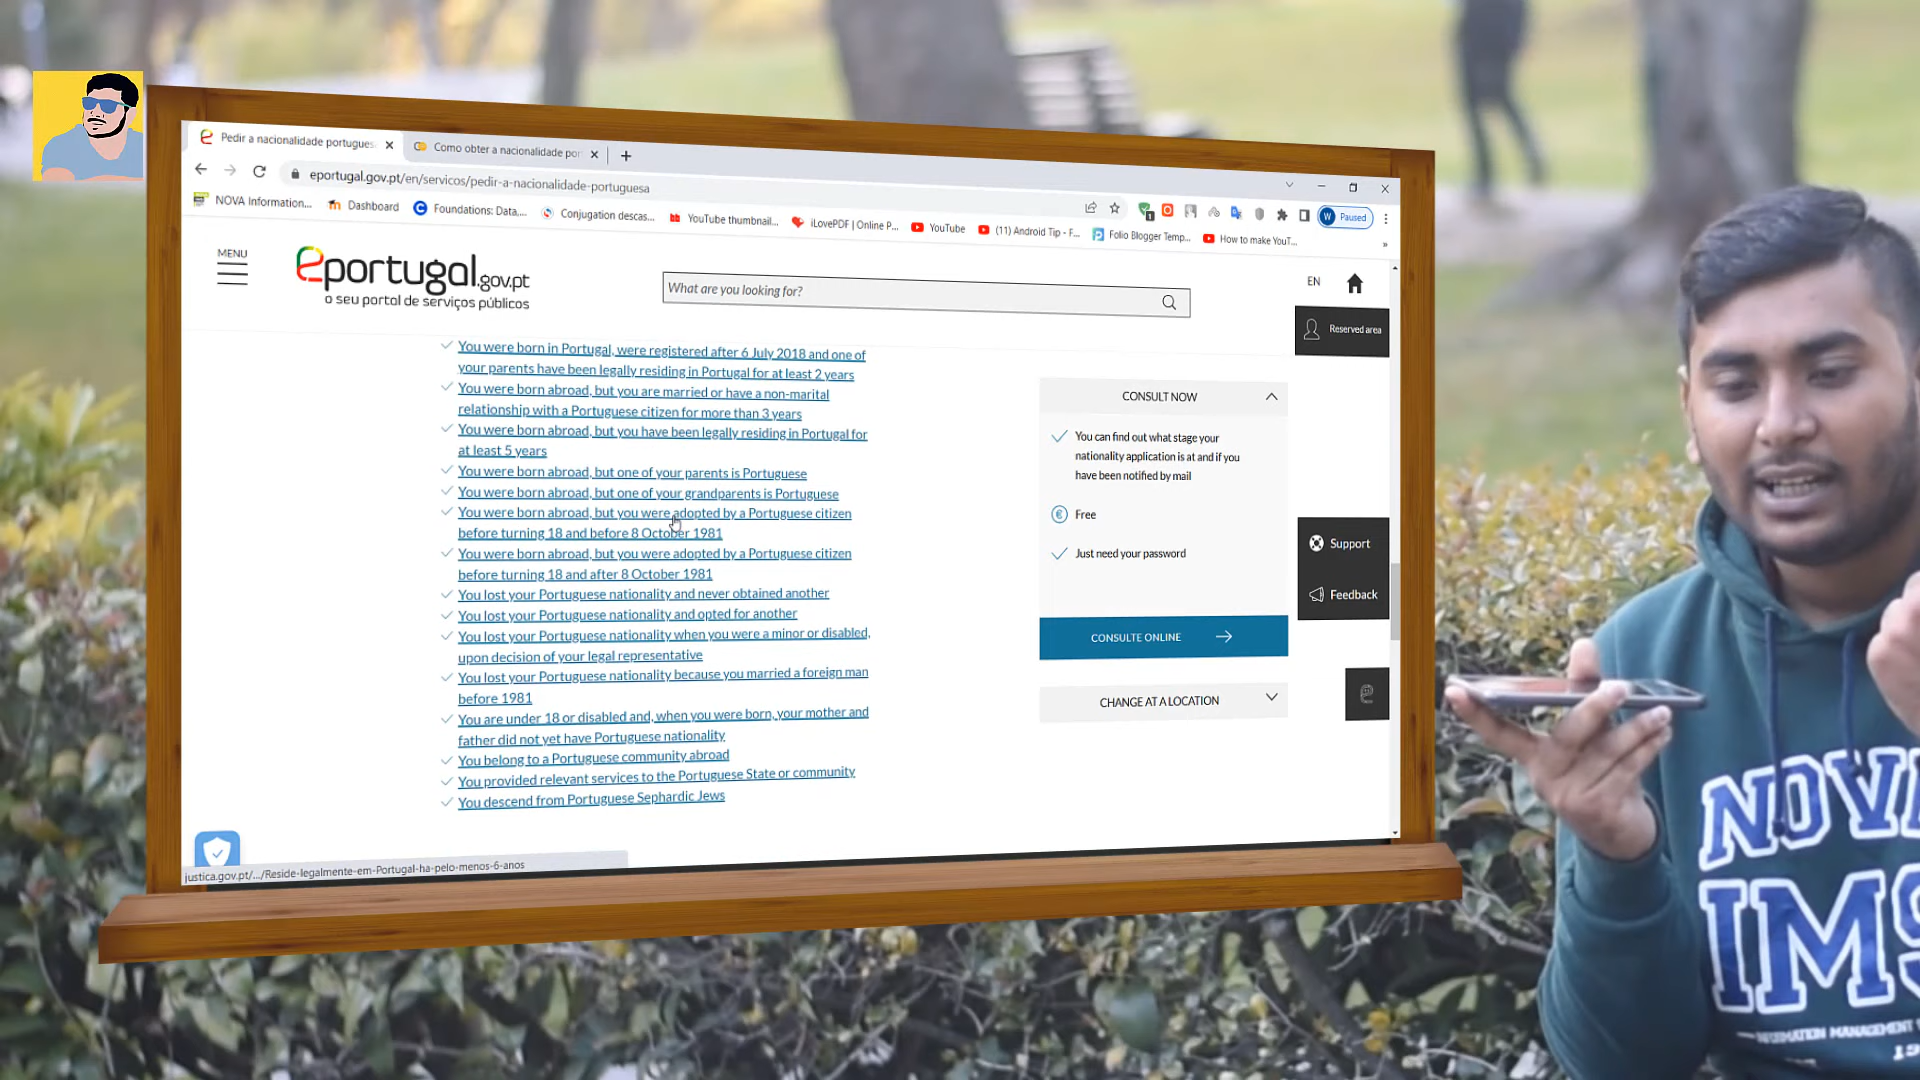 Pedir a nacionalidade portugues
Como obter a nacionalidade por
eportugal.gov.pt/en/servicos/pedir-a-nacionalidade-portuguesa
W Paused
NOVA Information...
Dashboard
Foundations: Data,...
Conjugation descas...
YouTube thumbnail...
iLovePDF | Online P...
YouTube
(11) Android Tip - F...
Folio Blogger Temp...
How to make YouT...
MENU
eportugal.gov.pt
o seu portal de serviços públicos
What are you looking for?
EN
Reserved area
You were born in Portugal, were registered after 6 July 2018 and one of
your parents have been legally residing in Portugal for at least 2 years
You were born abroad, but you are married or have a non-marital
relationship with a Portuguese citizen for more than 3 years
You were born abroad, but you have been legally residing in Portugal for
at least 5 years
You were born abroad, but one of your parents is Portuguese
You were born abroad, but one of your grandparents is Portuguese
You were born abroad, but you were adopted by a Portuguese citizen
before turning 18 and before 8 October 1981
You were born abroad, but you were adopted by a Portuguese citizen
before turning 18 and after 8 October 1981
You lost your Portuguese nationality and never obtained another
You lost your Portuguese nationality and opted for another
You lost your Portuguese nationality when you were a minor or disabled,
upon decision of your legal representative
You lost your Portuguese nationality because you married a foreign man
before 1981
You are under 18 or disabled and, when you were born, your mother and
father did not yet have Portuguese nationality
You belong to a Portuguese community abroad
You provided relevant services to the Portuguese State or community
You descend from Portuguese Sephardic Jews
CONSULT NOW
You can find out what stage your
nationality application is at and if you
have been notified by mail
Free
Just need your password
CONSULTE ONLINE
CHANGE AT A LOCATION
Support
Feedback
justica.gov.pt/.../Reside-legalmente-em-Portugal-ha-pelo-menos-6-anos
NOV
IMS
INFORMATION MANAGEMENT